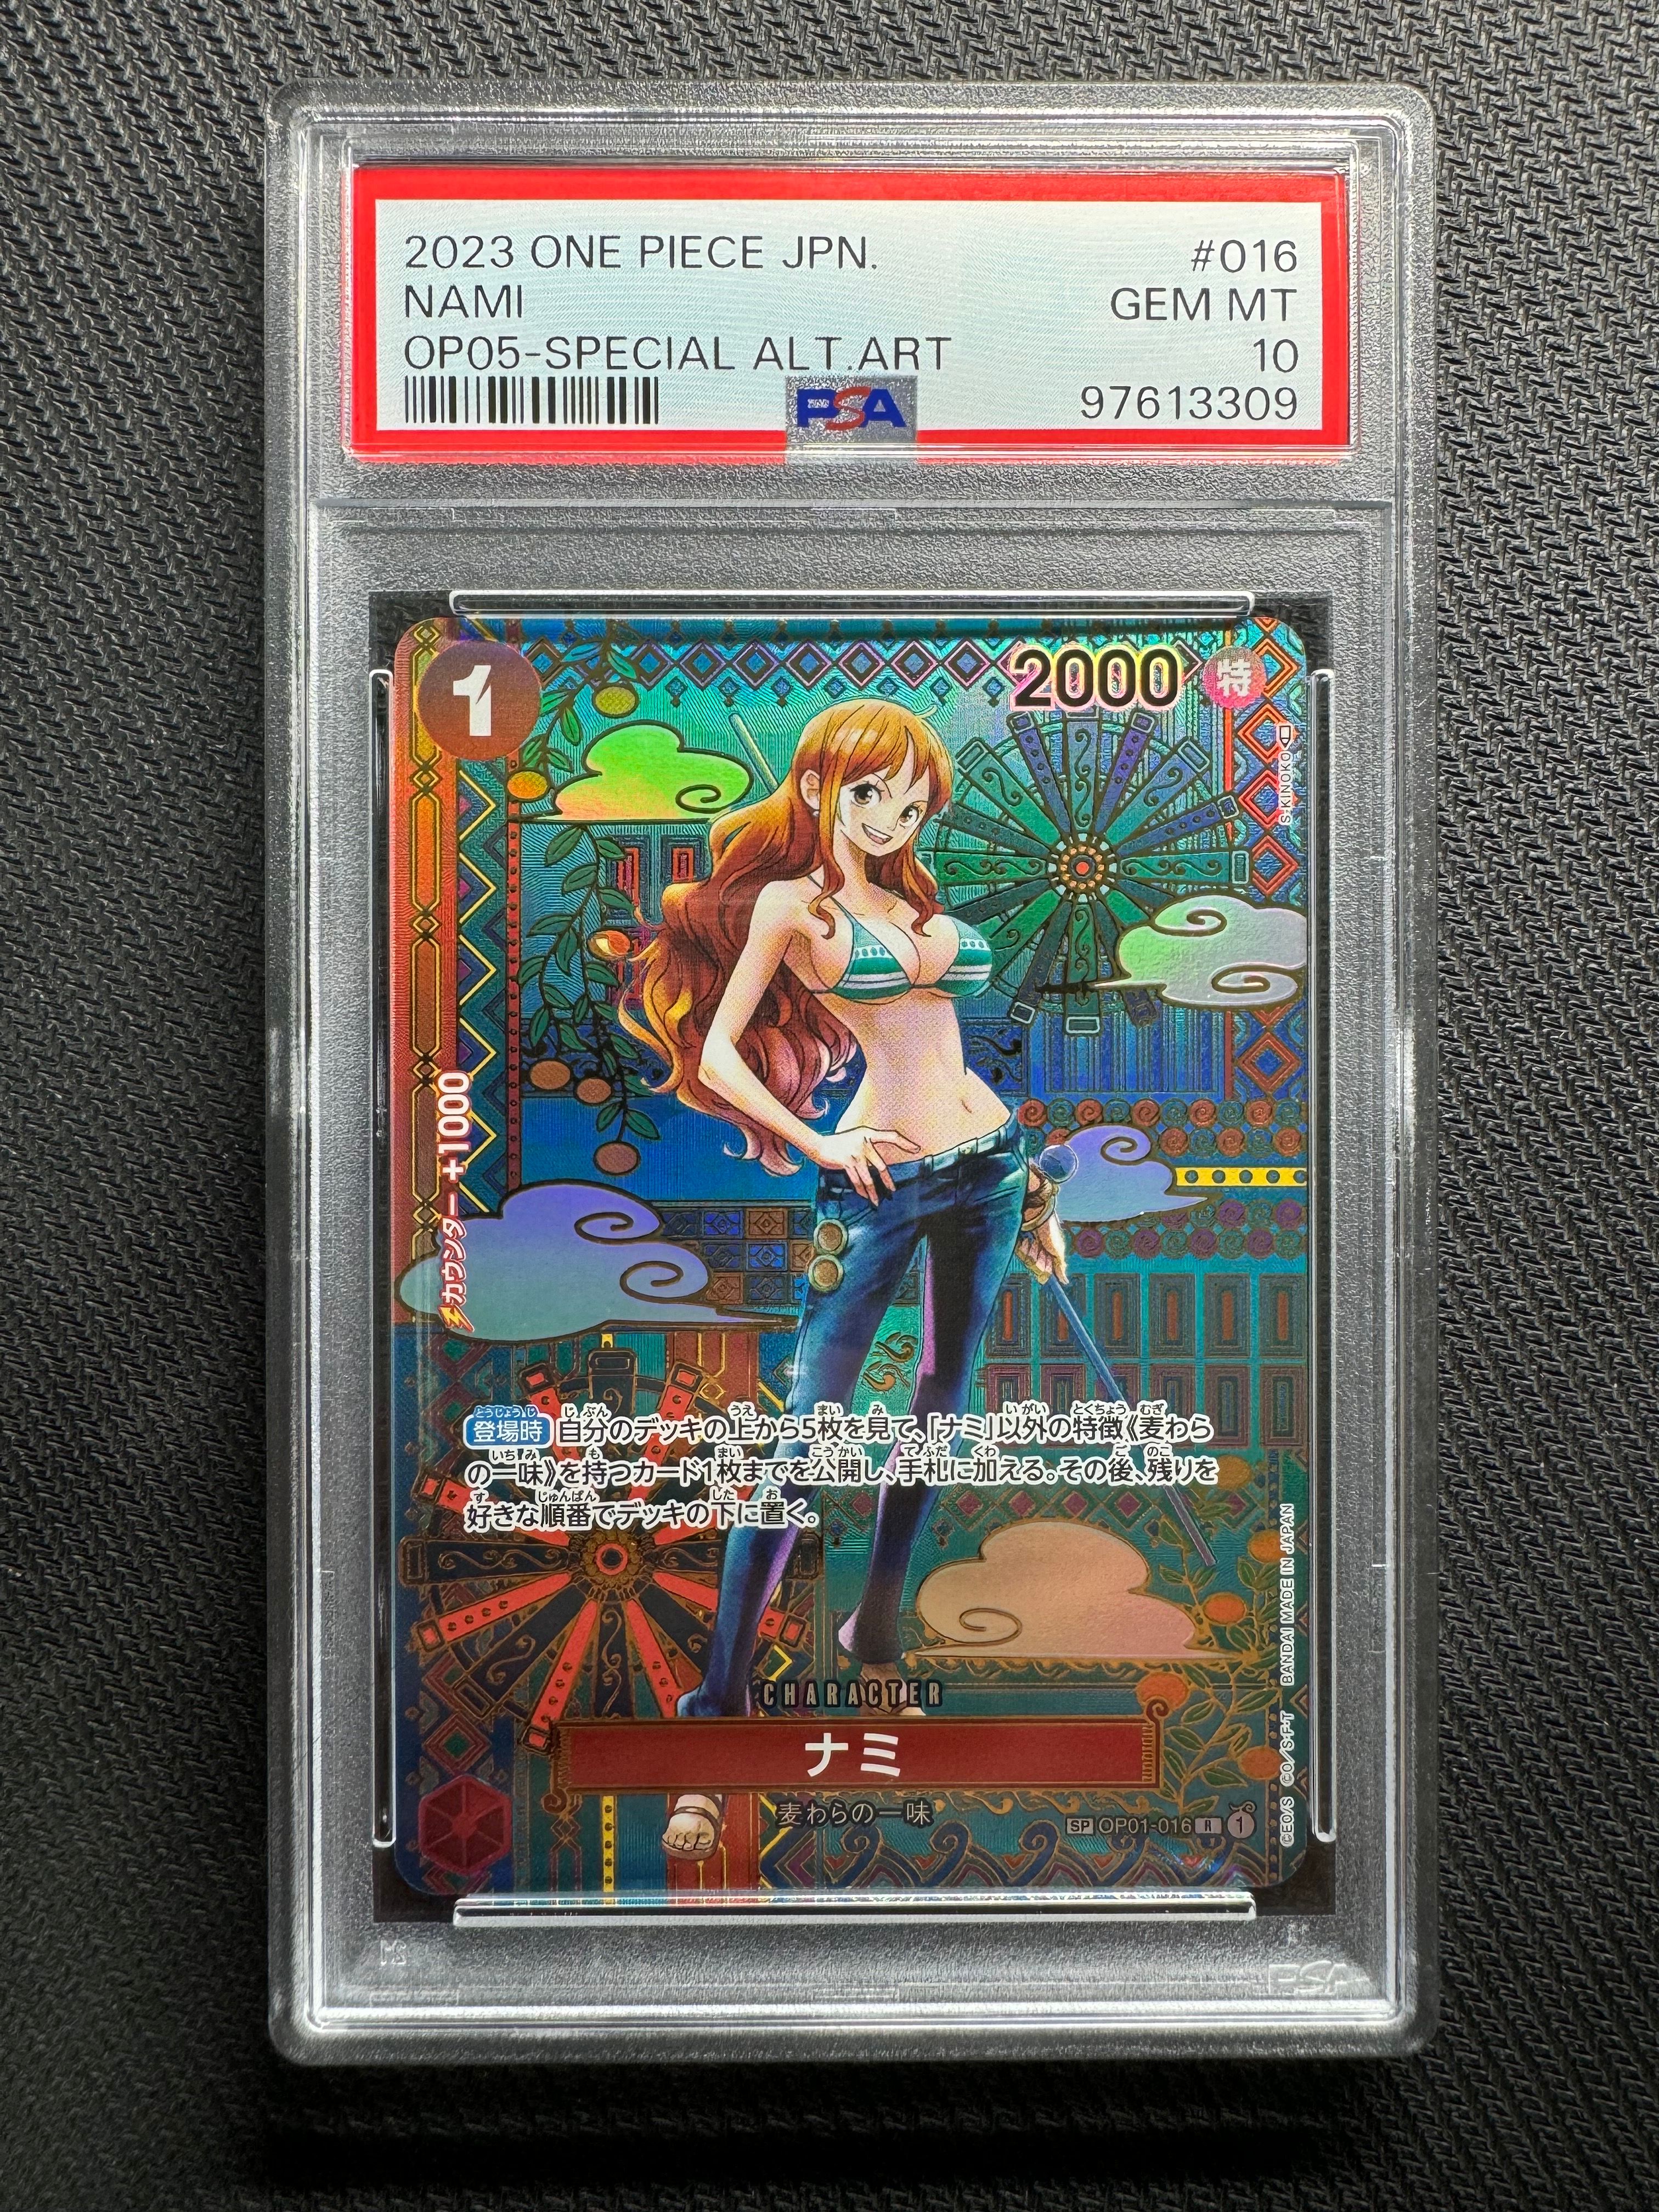 2023 ONE PIECE JPN. #016
NAMI GEM MT
OP05-SPECIAL ALT.ART 10
PSA 97613309
1
2000 特
S-KINOKO
カウンター +1000
登場時 自分のデッキの上から5枚を見て、「ナミ」以外の特徴《麦わら
の一味》を持つカード1枚までを公開し、手札に加える。その後、残りを
好きな順番でデッキの下に置く。
CHARACTER
ナミ
麦わらの一味
SP OP01-016 R 1
©EO/S ©O/S・F・T BANDAI MADE IN JAPAN
PSA